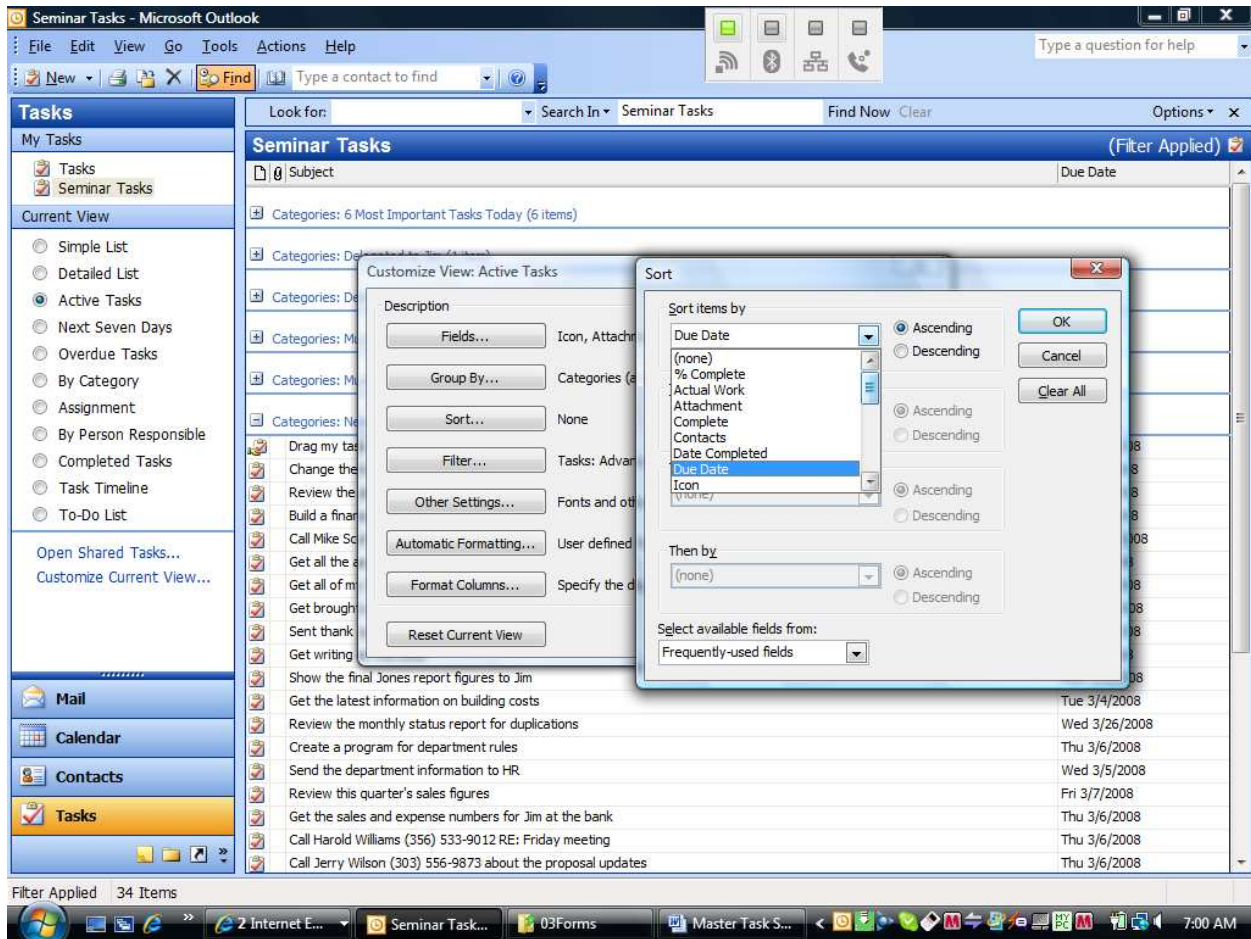 Seminar Tasks - Microsoft Outlook
File Edit View Go Tools Actions Help
Type a question for help
New
Find
Type a contact to find
Tasks
My Tasks
Tasks
Seminar Tasks
Current View
Simple List
Detailed List
Active Tasks
Next Seven Days
Overdue Tasks
By Category
Assignment
By Person Responsible
Completed Tasks
Task Timeline
To-Do List
Open Shared Tasks...
Customize Current View...
Mail
Calendar
Contacts
Tasks
Look for: Search In Seminar Tasks Find Now Clear Options
Seminar Tasks (Filter Applied)
Subject Due Date
Categories: 6 Most Important Tasks Today (6 items)
Categories:
Categories:
Categories:
Categories:
Categories:
Drag my
Change the
Review the
Build a
Call Mike
Get all the
Get all of
Get
Sent thank
Get writing
Show the final Jones report figures to Jim
Get the latest information on building costs Tue 3/4/2008
Review the monthly status report for duplications Wed 3/26/2008
Create a program for department rules Thu 3/6/2008
Send the department information to HR Wed 3/5/2008
Review this quarter's sales figures Fri 3/7/2008
Get the sales and expense numbers for Jim at the bank Thu 3/6/2008
Call Harold Williams (356) 533-9012 RE: Friday meeting Thu 3/6/2008
Call Jerry Wilson (303) 556-9873 about the proposal updates Thu 3/6/2008
Customize View: Active Tasks
Description
Fields... Icon,
Group By... Categories
Sort... None
Filter... Tasks:
Other Settings... Fonts and
Automatic Formatting... User defined
Format Columns... Specify the
Reset Current View
Sort
Sort items by
Due Date
Ascending
Descending
OK
Cancel
Clear All
(none)
% Complete
Actual Work
Attachment
Complete
Contacts
Date Completed
Due Date
Icon
Ascending
Descending
(none)
Ascending
Descending
Then by
(none)
Ascending
Descending
Select available fields from:
Frequently-used fields
Filter Applied 34 Items
2 Internet E... Seminar Task... 03Forms Master Task S... 7:00 AM